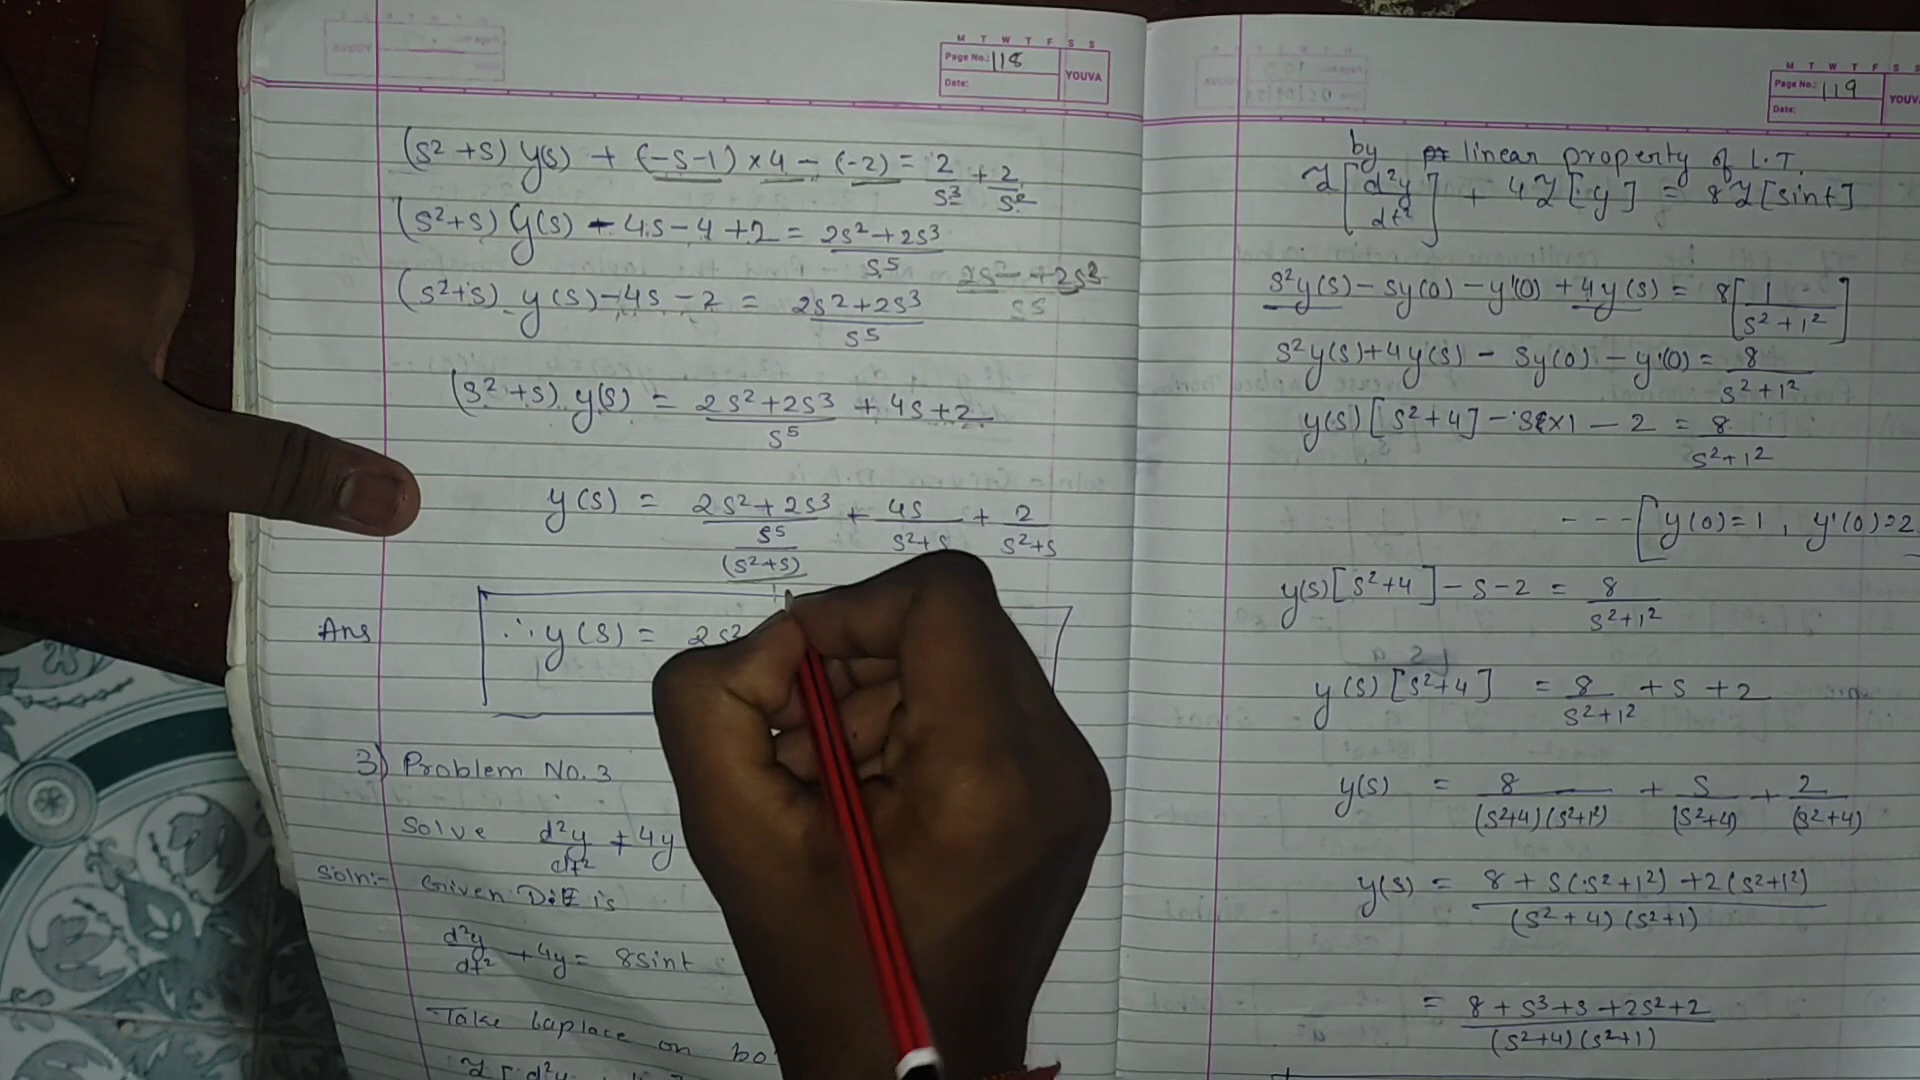 M T W T F S S
Page No.: 118
Date:
YOUVA
(s² + s) y(s) + (-s-1) × 4 - (-2) = 2/s³ + 2/s²
(s²+s) y(s) - 4s - 4 + 2 = 2s² + 2s³/s⁵
2s² + 2s³/s⁵
(s²+s) y(s) - 4s - 2 = 2s² + 2s³/s⁵
(s² + s) y(s) = 2s² + 2s³/s⁵ + 4s + 2
y(s) = 2s² + 2s³/s⁵/(s²+s) + 4s/s²+s + 2/s²+s
Ans ∴ y(s) = 2s²
3) Problem No. 3
Solve d²y/dt² + 4y
Soln:- Given D.E is
d²y/dt² + 4y = 8sint
Take Laplace on bo
M T W T F S S
Page No.: 119
Date:
YOUV
by linear property of L.T.
L[d²y/dt²] + 4L[y] = 8L[sint]
s²y(s) - sy(0) - y'(0) + 4y(s) = 8[1/s²+1²]
s²y(s) + 4y(s) - sy(0) - y'(0) = 8/s²+1²
y(s)[s²+4] - s×1 - 2 = 8/s²+1²
---[y(0)=1, y'(0)=2
y(s)[s²+4] - s - 2 = 8/s²+1²
y(s)[s²+4] = 8/s²+1² + s + 2
y(s) = 8/(s²+4)(s²+1²) + s/(s²+4) + 2/(s²+4)
y(s) = 8 + s(s²+1²) + 2(s²+1²)/(s²+4)(s²+1)
= 8 + s³ + s + 2s² + 2/(s²+4)(s²+1)